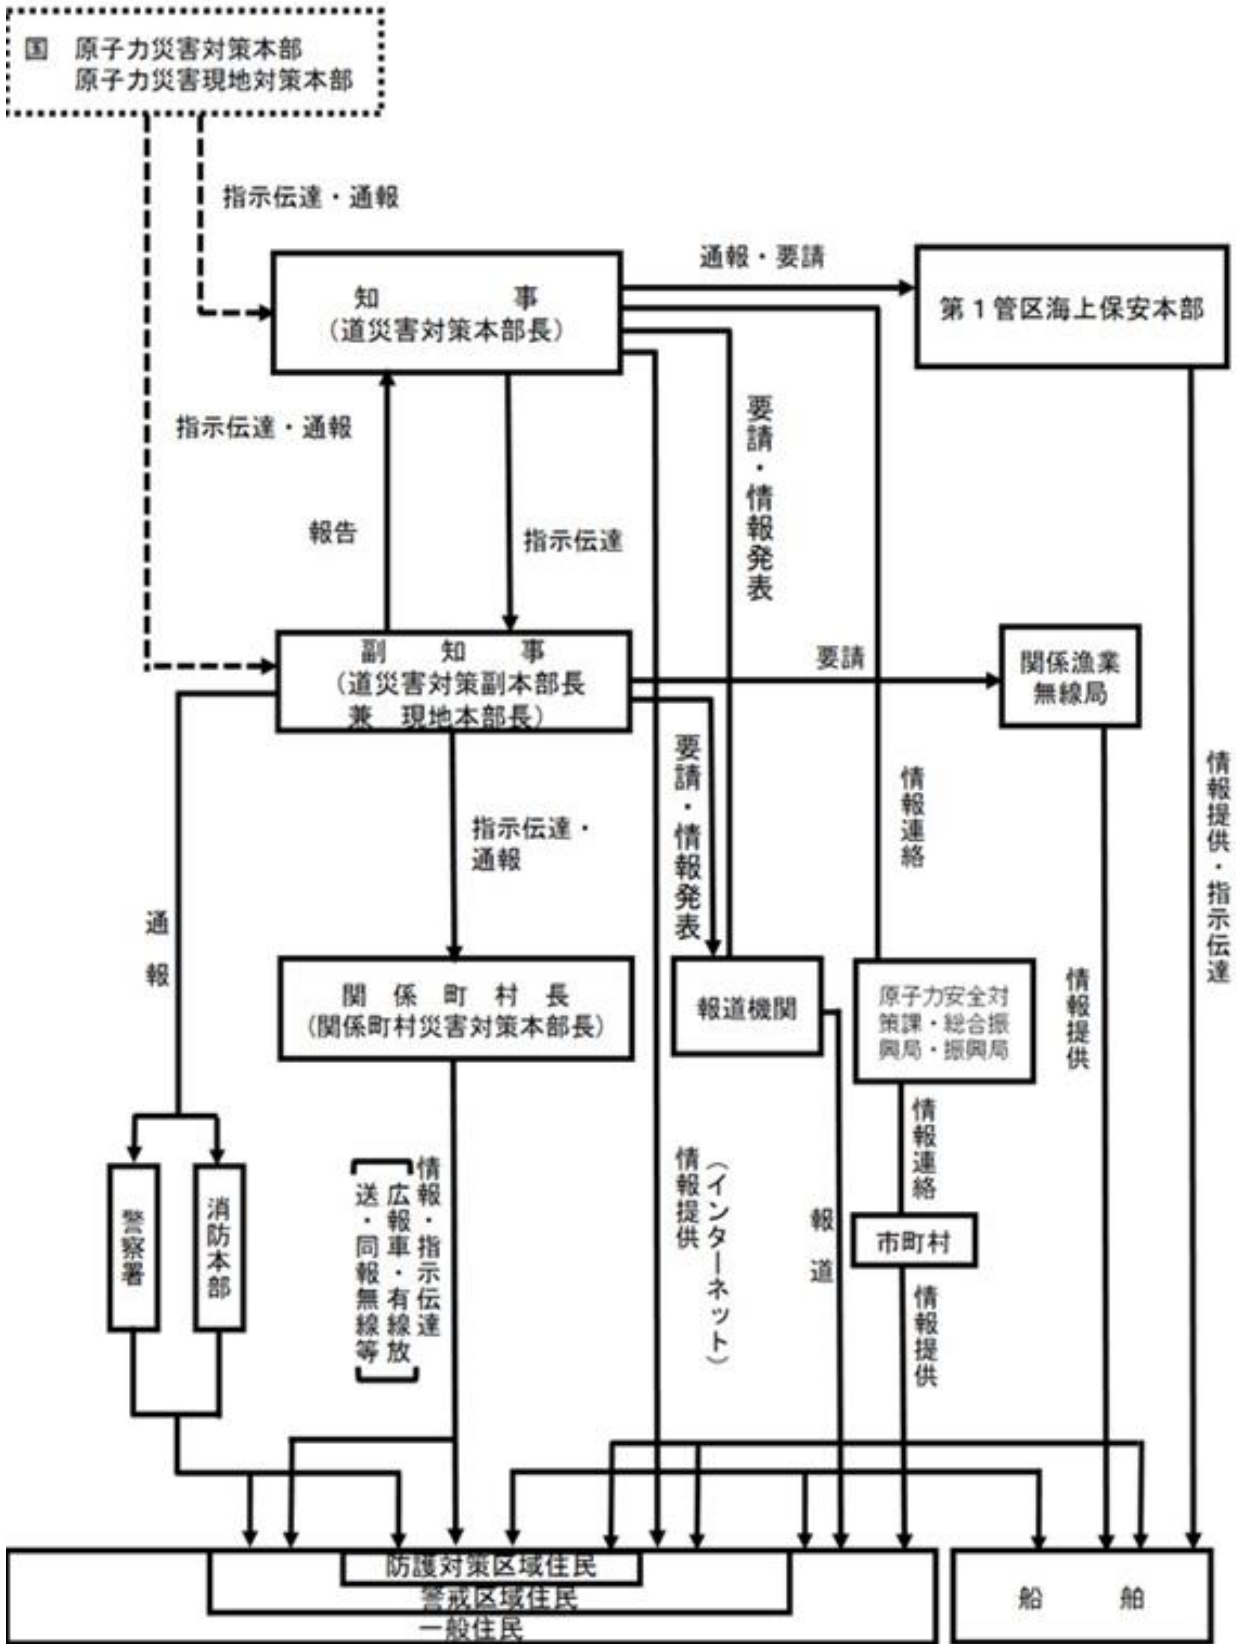 国　原子力災害対策本部
原子力災害現地対策本部
指示伝達・通報
通報・要請
知　　　　事
（道災害対策本部長）
第１管区海上保安本部
指示伝達・通報
要請・情報発表
報告
指示伝達
副　知　事
（道災害対策副本部長
兼　現地本部長）
要請
関係漁業
無線局
要請・情報発表
情報連絡
情報提供・指示伝達
指示伝達・
通報
通報
関係町村長
（関係町村災害対策本部長）
報道機関
原子力安全対
策課・総合振
興局・振興局
情報提供
情報連絡
警察署
消防本部
情報・指示伝達
広報車・有線放
送・同報無線等
（インターネット）
情報提供
報道
市町村
情報提供
防護対策区域住民
警戒区域住民
一般住民
船　　舶